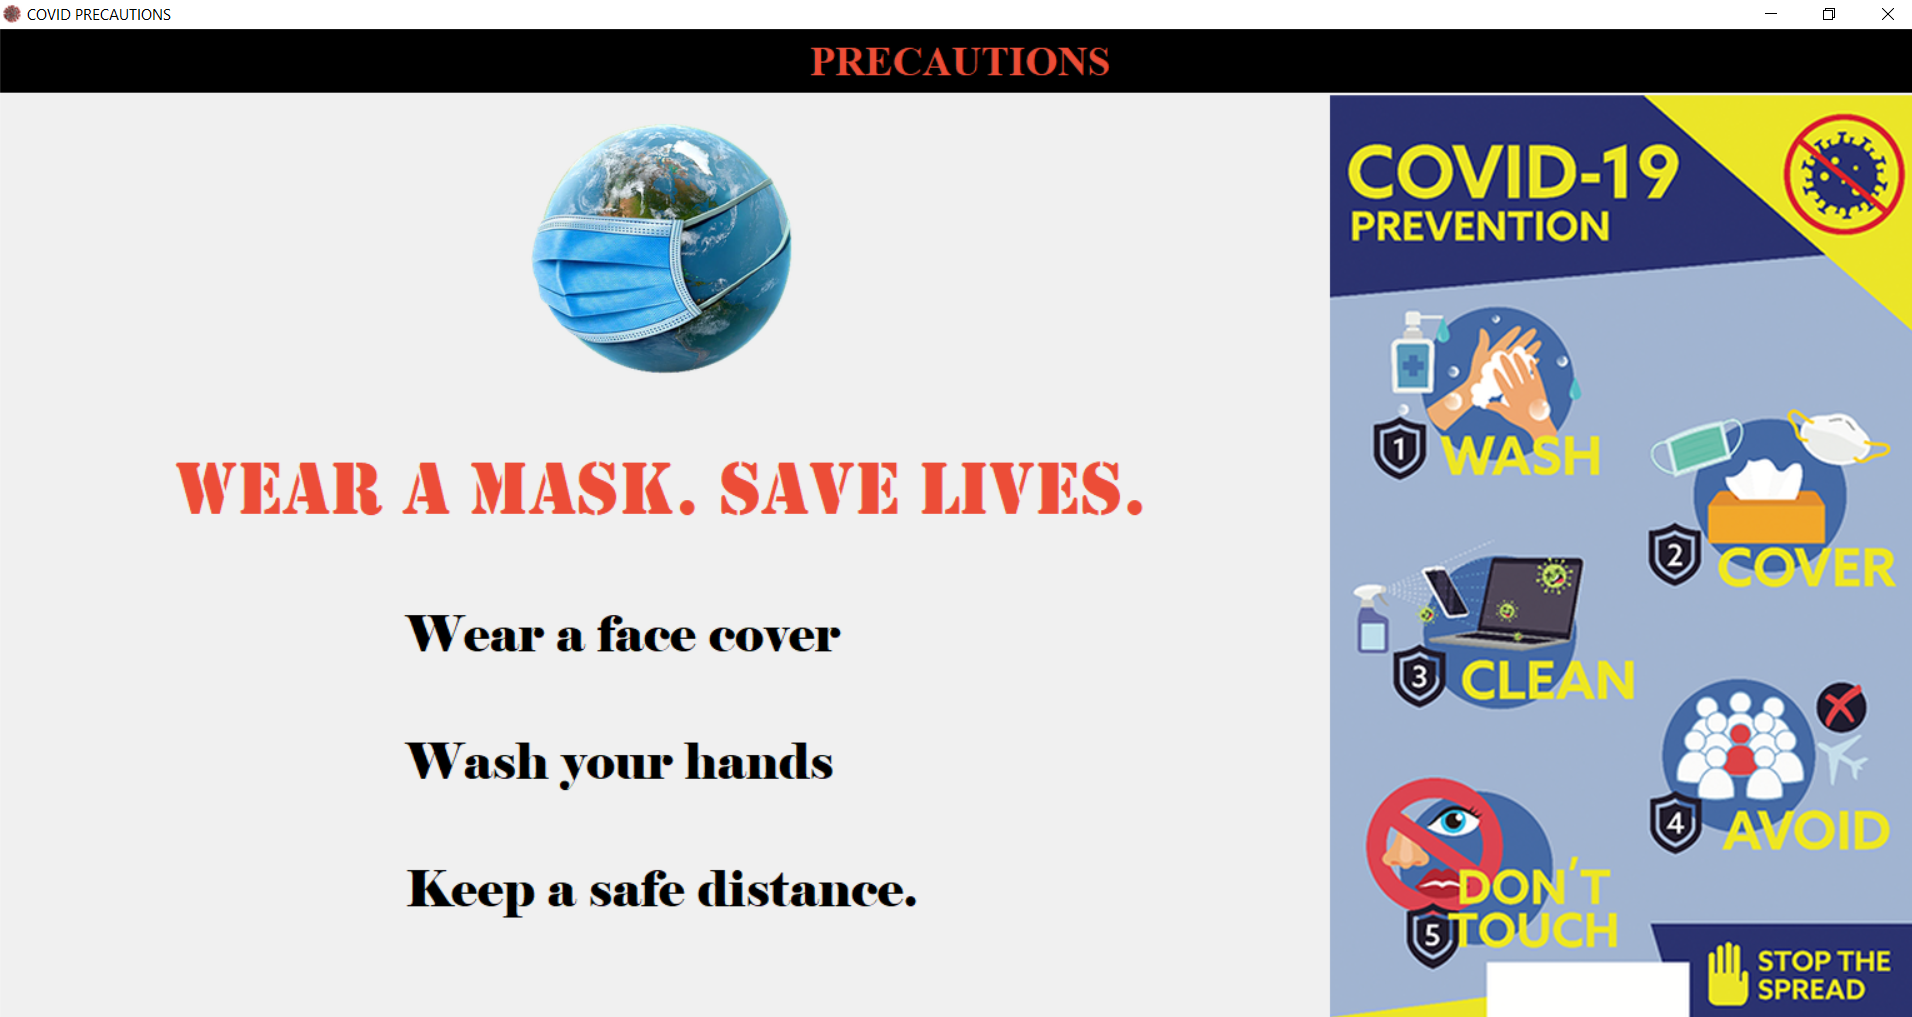 COVID PRECAUTIONS
PRECAUTIONS
WEAR A MASK. SAVE LIVES.
Wear a face cover
Wash your hands
Keep a safe distance.
COVID-19
PREVENTION
1 WASH
2 COVER
3 CLEAN
4 AVOID
DON'T
5 TOUCH
STOP THE
SPREAD